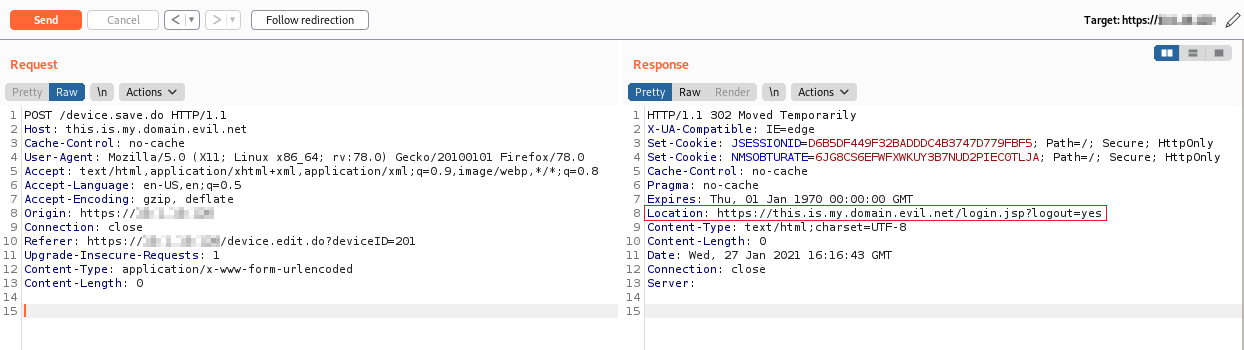 Send Cancel < > Follow redirection Target: https://
Request
Pretty Raw \n Actions
1 POST /device.save.do HTTP/1.1
2 Host: this.is.my.domain.evil.net
3 Cache-Control: no-cache
4 User-Agent: Mozilla/5.0 (X11; Linux x86_64; rv:78.0) Gecko/20100101 Firefox/78.0
5 Accept: text/html,application/xhtml+xml,application/xml;q=0.9,image/webp,*/*;q=0.8
6 Accept-Language: en-US,en;q=0.5
7 Accept-Encoding: gzip, deflate
8 Origin: https://
9 Connection: close
10 Referer: https:///device.edit.do?deviceID=201
11 Upgrade-Insecure-Requests: 1
12 Content-Type: application/x-www-form-urlencoded
13 Content-Length: 0
14
15
Response
Pretty Raw Render \n Actions
1 HTTP/1.1 302 Moved Temporarily
2 X-UA-Compatible: IE=edge
3 Set-Cookie: JSESSIONID=D6B5DF449F32BADDDC4B3747D779FBF5; Path=/; Secure; HttpOnly
4 Set-Cookie: NMSOBTURATE=6JG8CS6EFWFXWKUY3B7NUD2PIEC0TLJA; Path=/; Secure; HttpOnly
5 Cache-Control: no-cache
6 Pragma: no-cache
7 Expires: Thu, 01 Jan 1970 00:00:00 GMT
8 Location: https://this.is.my.domain.evil.net/login.jsp?logout=yes
9 Content-Type: text/html;charset=UTF-8
10 Content-Length: 0
11 Date: Wed, 27 Jan 2021 16:16:43 GMT
12 Connection: close
13 Server:
14
15